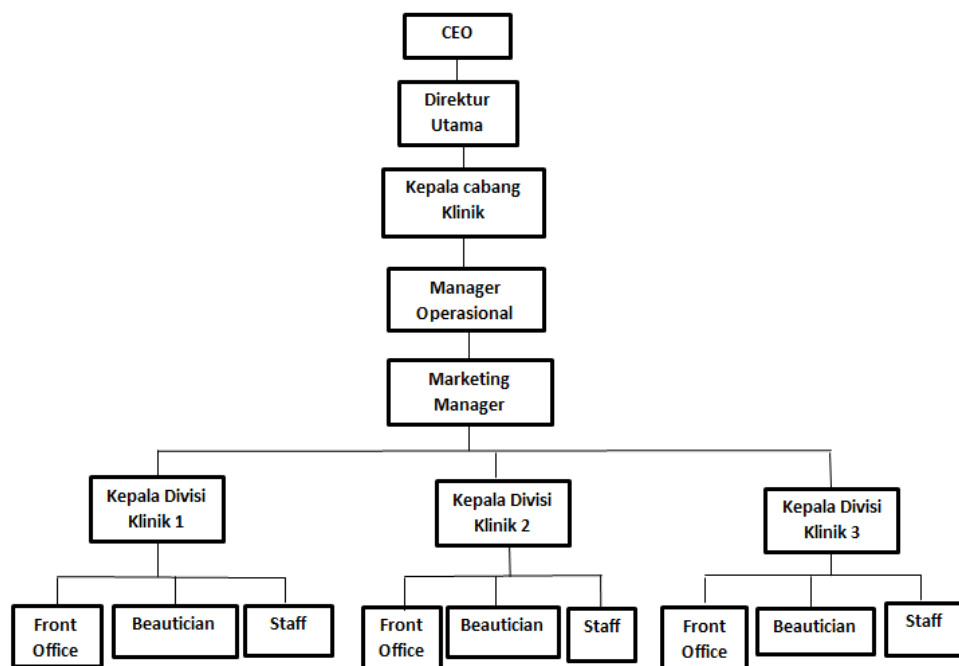 CEO
Direktur
Utama
Kepala cabang
Klinik
Manager
Operasional
Marketing
Manager
Kepala Divisi
Klinik 1
Kepala Divisi
Klinik 2
Kepala Divisi
Klinik 3
Front
Office
Beautician
Staff
Front
Office
Beautician
Staff
Front
Office
Beautician
Staff